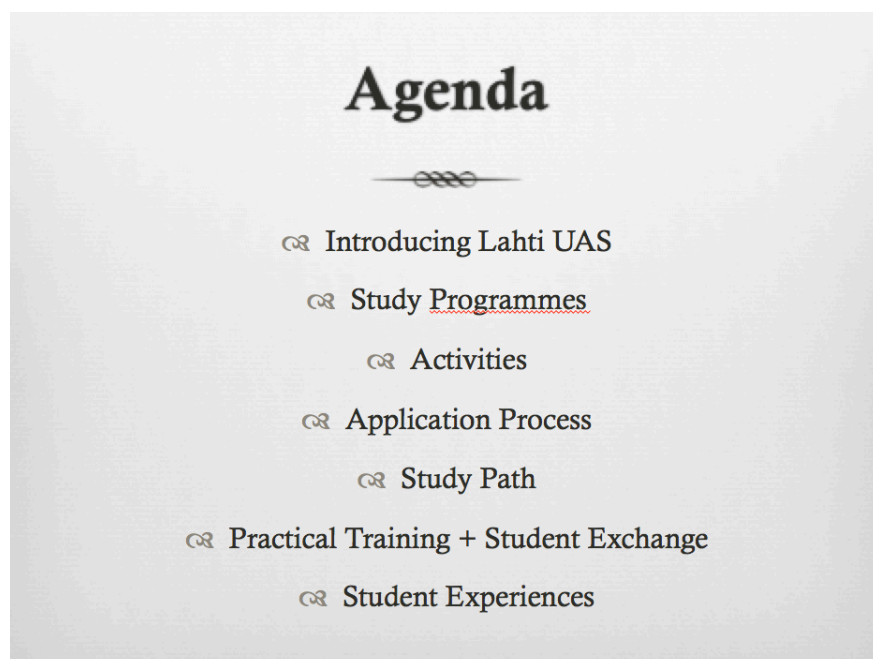 Agenda
Introducing Lahti UAS
Study Programmes
Activities
Application Process
Study Path
Practical Training + Student Exchange
Student Experiences